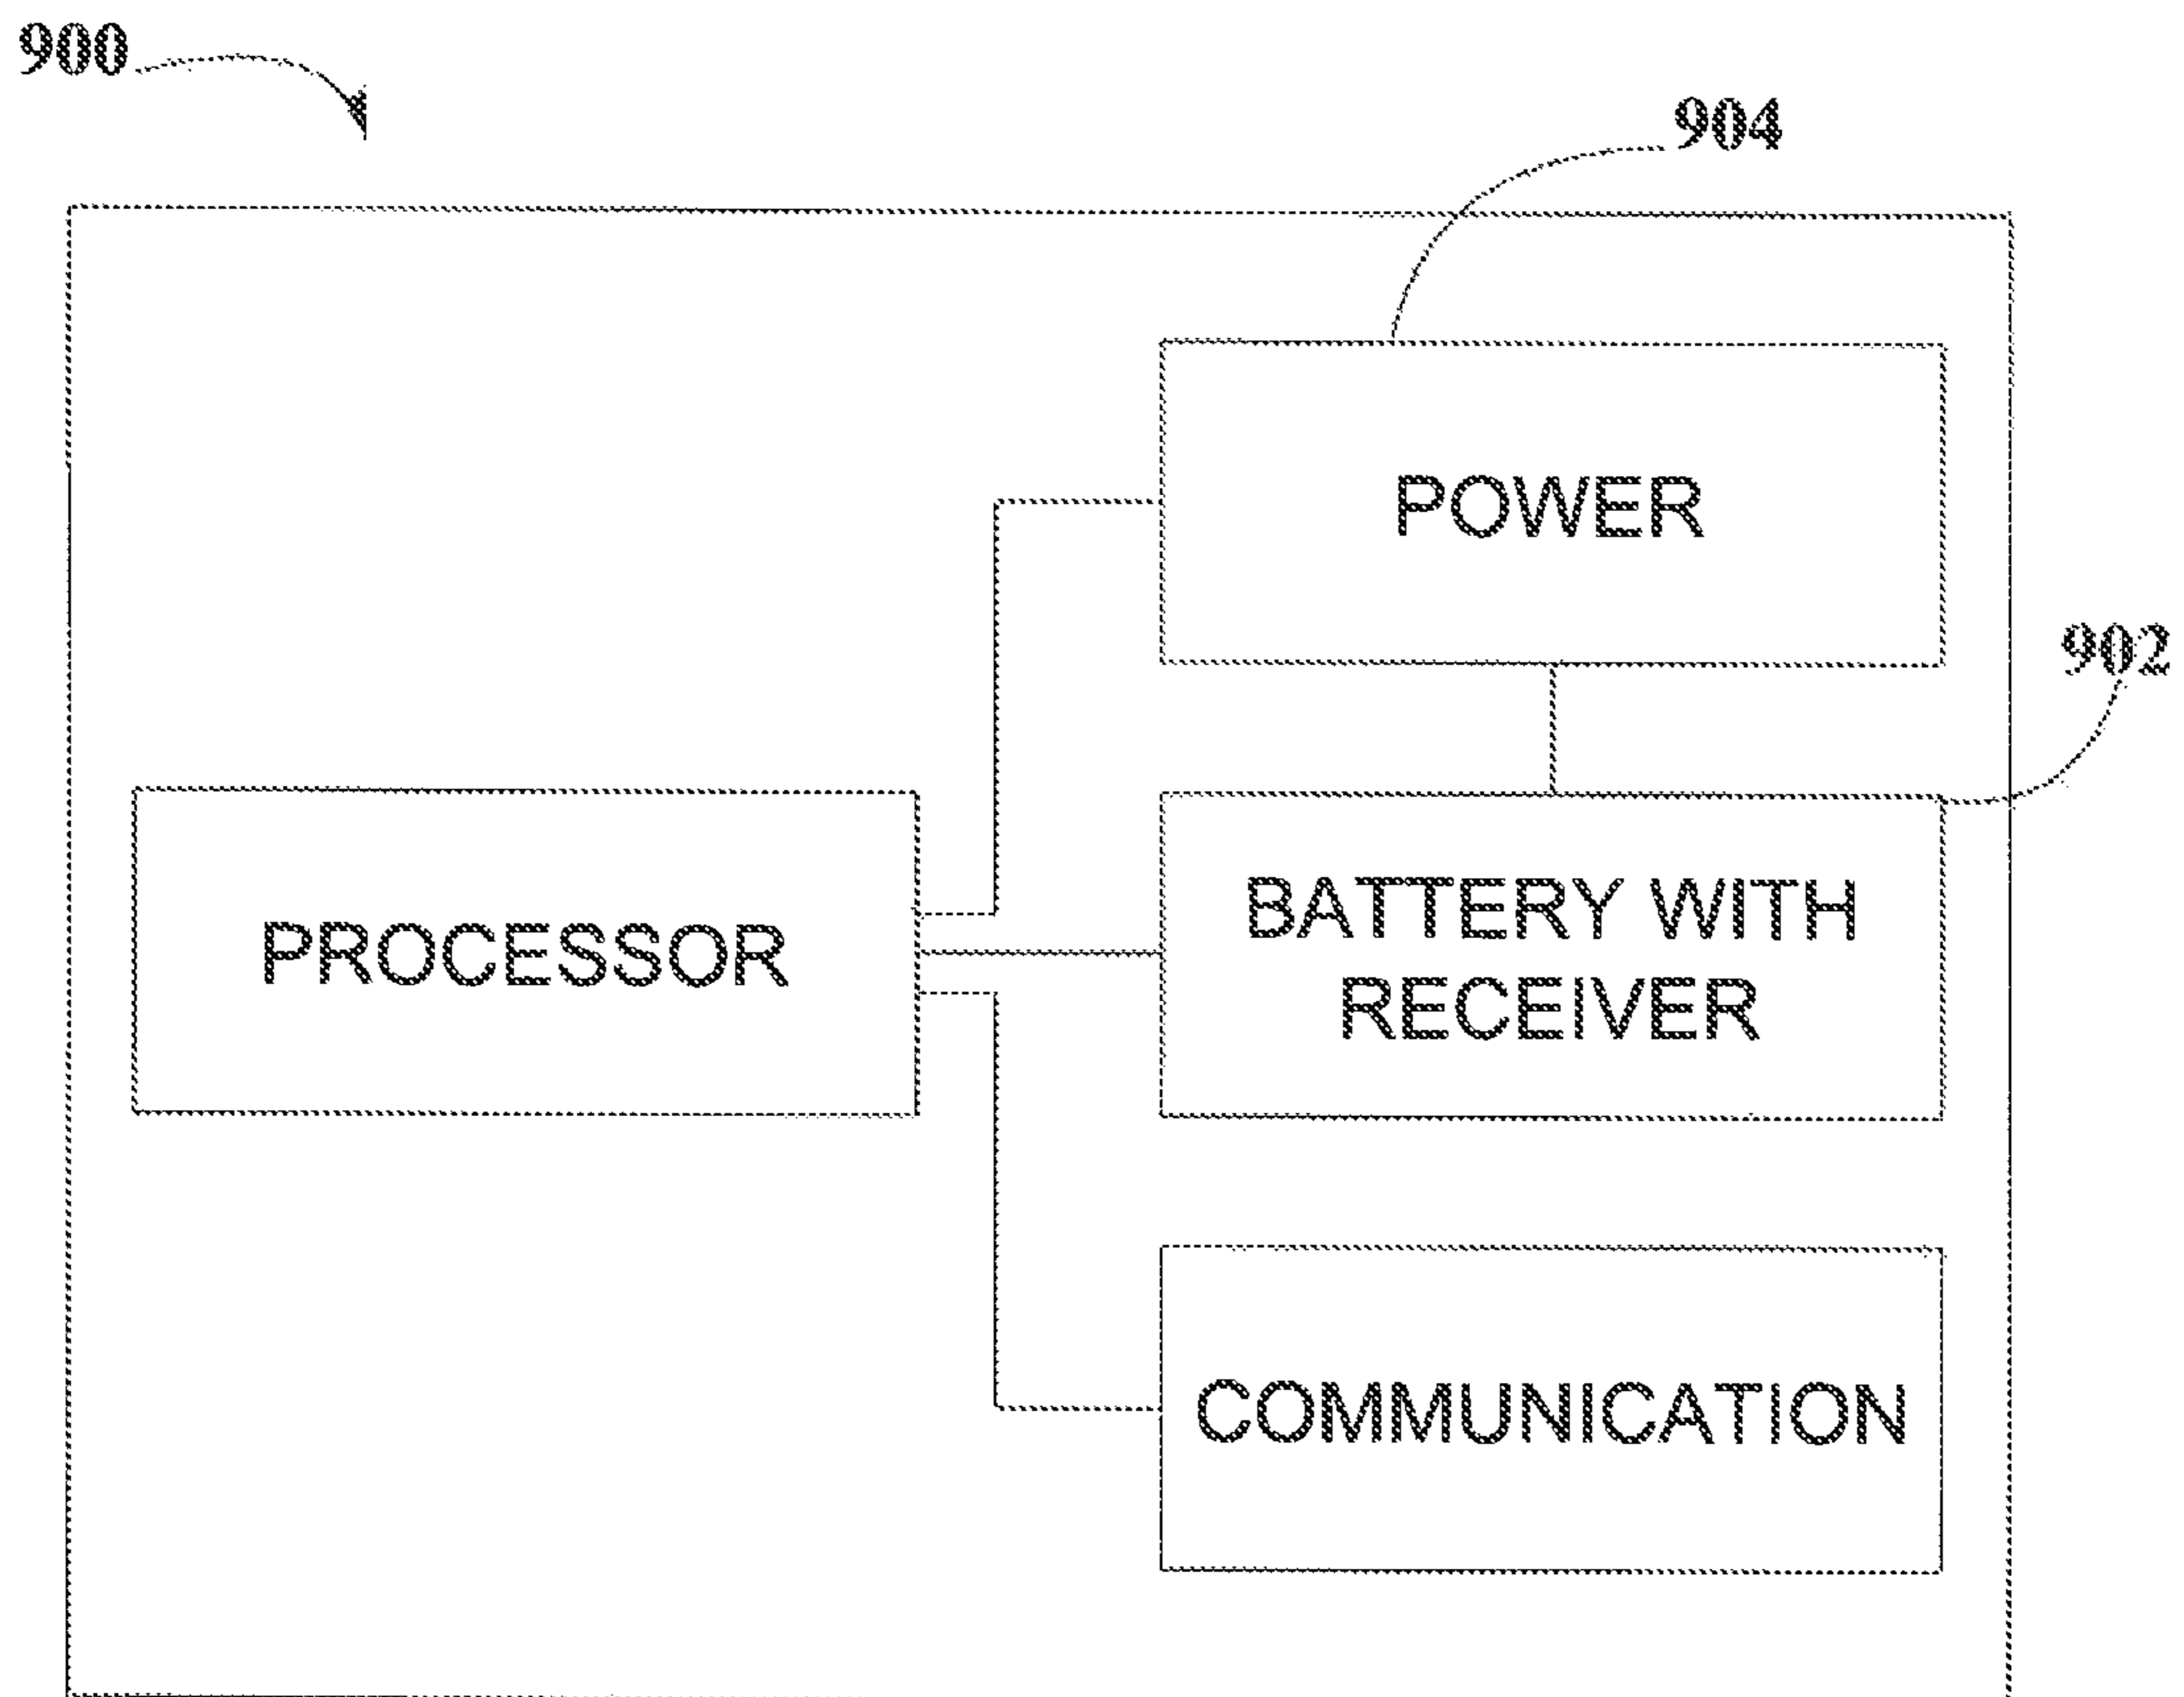 900
904
POWER
902
PROCESSOR
BATTERY WITH
RECEIVER
COMMUNICATION